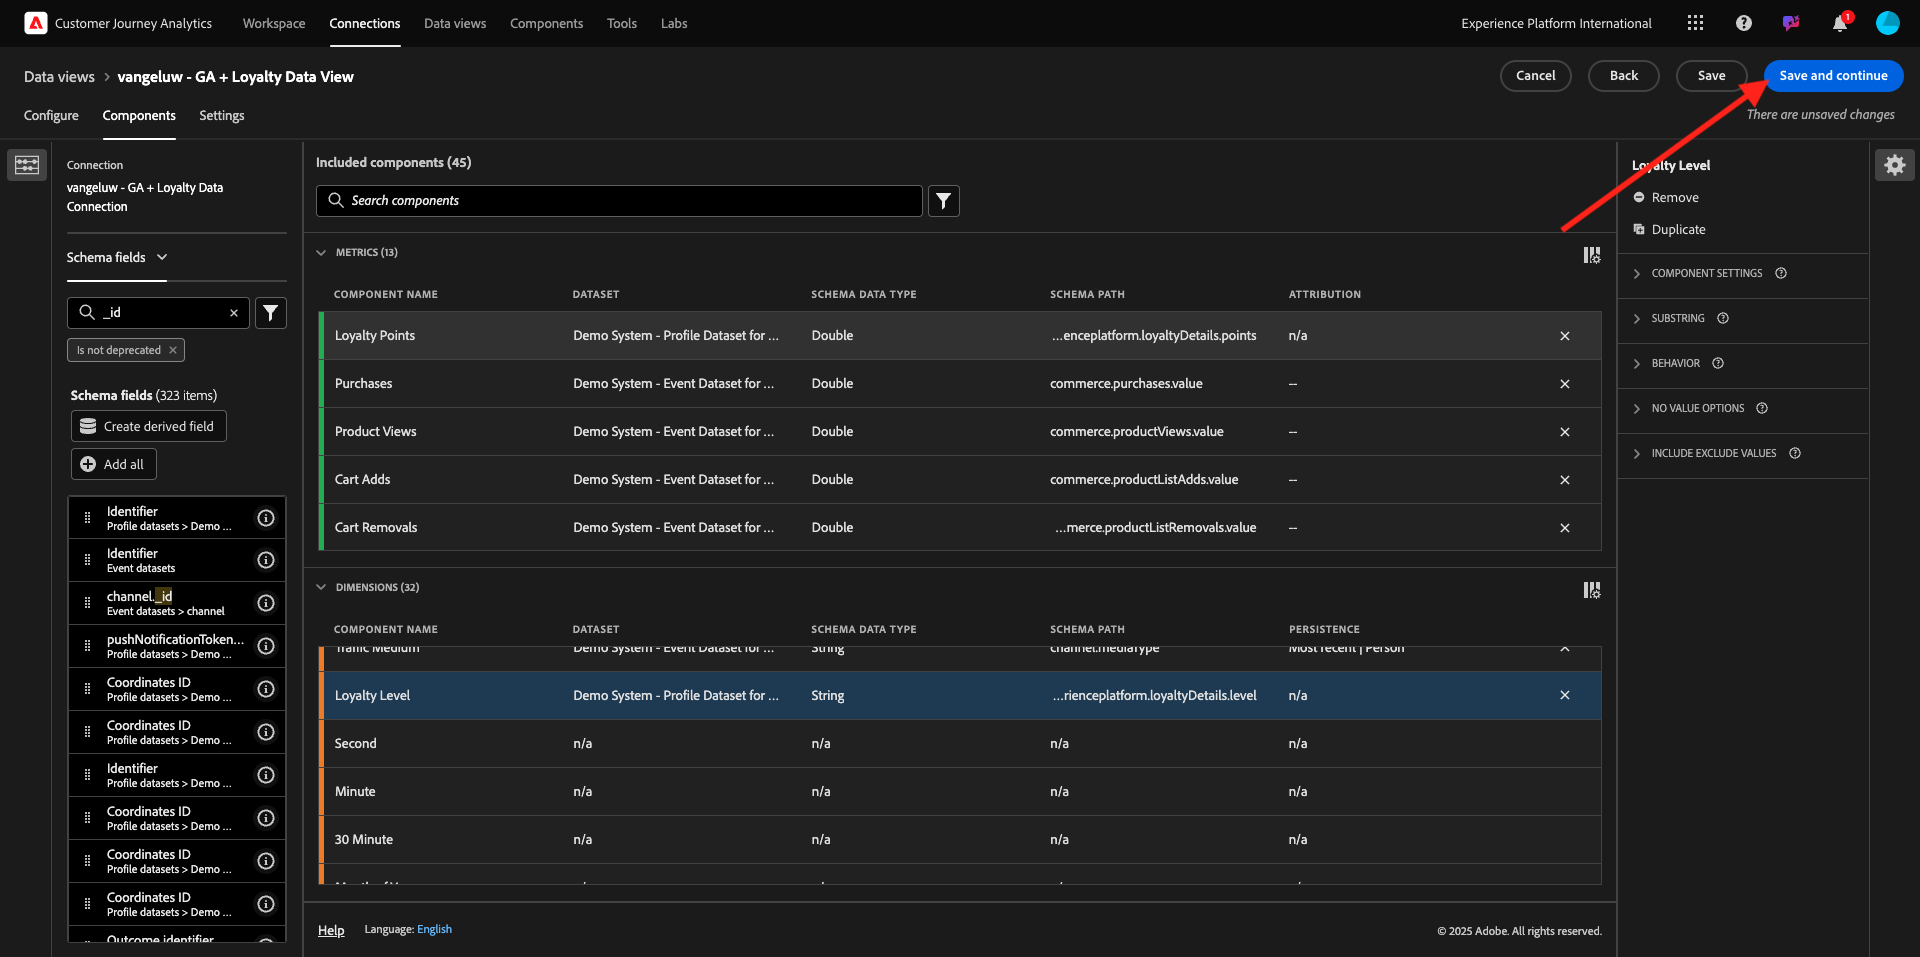 Customer Journey Analytics Workspace Connections Data views Components Tools Labs Experience Platform International 1
Data views > vangeluw - GA + Loyalty Data View Cancel Back Save Save and continue
Configure Components Settings There are unsaved changes
Connection
vangeluw - GA + Loyalty Data
Connection
Schema fields
_id
Is not deprecated
Schema fields (323 items)
Create derived field
Add all
Identifier
Profile datasets > Demo ...
Identifier
Event datasets
channel._id
Event datasets > channel
pushNotificationToken...
Profile datasets > Demo ...
Coordinates ID
Profile datasets > Demo ...
Coordinates ID
Profile datasets > Demo ...
Identifier
Profile datasets > Demo ...
Coordinates ID
Profile datasets > Demo ...
Coordinates ID
Profile datasets > Demo ...
Coordinates ID
Profile datasets > Demo ...
Outcome identifier
Included components (45)
Search components
METRICS (13)
COMPONENT NAME DATASET SCHEMA DATA TYPE SCHEMA PATH ATTRIBUTION
Loyalty Points Demo System - Profile Dataset for ... Double ...enceplatform.loyaltyDetails.points n/a
Purchases Demo System - Event Dataset for ... Double commerce.purchases.value --
Product Views Demo System - Event Dataset for ... Double commerce.productViews.value --
Cart Adds Demo System - Event Dataset for ... Double commerce.productListAdds.value --
Cart Removals Demo System - Event Dataset for ... Double ...merce.productListRemovals.value --
DIMENSIONS (32)
COMPONENT NAME DATASET SCHEMA DATA TYPE SCHEMA PATH PERSISTENCE
Traffic Medium Demo System - Event Dataset for ... String channel.mediaType Most recent | Person
Loyalty Level Demo System - Profile Dataset for ... String ...rienceplatform.loyaltyDetails.level n/a
Second n/a n/a n/a n/a
Minute n/a n/a n/a n/a
30 Minute n/a n/a n/a n/a
Help Language: English © 2025 Adobe. All rights reserved.
Loyalty Level
Remove
Duplicate
COMPONENT SETTINGS
SUBSTRING
BEHAVIOR
NO VALUE OPTIONS
INCLUDE EXCLUDE VALUES